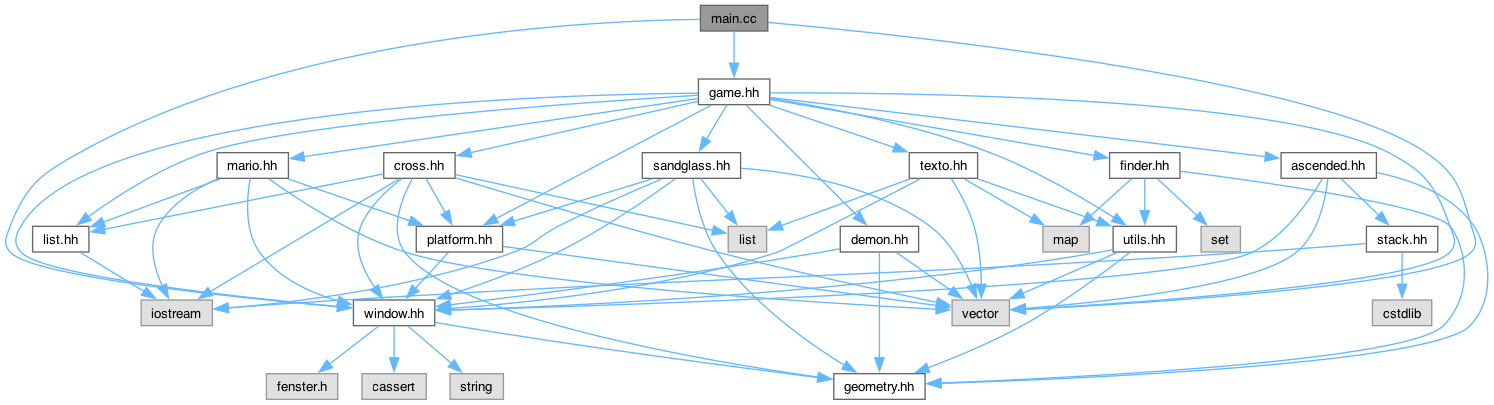 main.cc
game.hh
mario.hh
cross.hh
sandglass.hh
texto.hh
finder.hh
ascended.hh
list.hh
platform.hh
list
demon.hh
map
utils.hh
set
stack.hh
iostream
window.hh
vector
cstdlib
fenster.h
cassert
string
geometry.hh